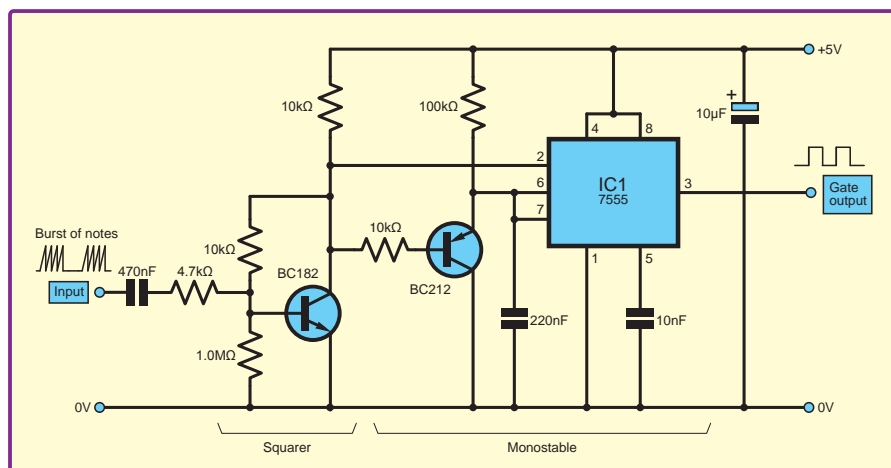 +5V
10kΩ
100kΩ
+
10µF
4
8
2
6
7
IC1
7555
3
Gate
output
1
5
Burst of notes
10kΩ
470nF
4.7kΩ
Input
BC182
10kΩ
BC212
220nF
10nF
1.0MΩ
0V
0V
Squarer
Monostable